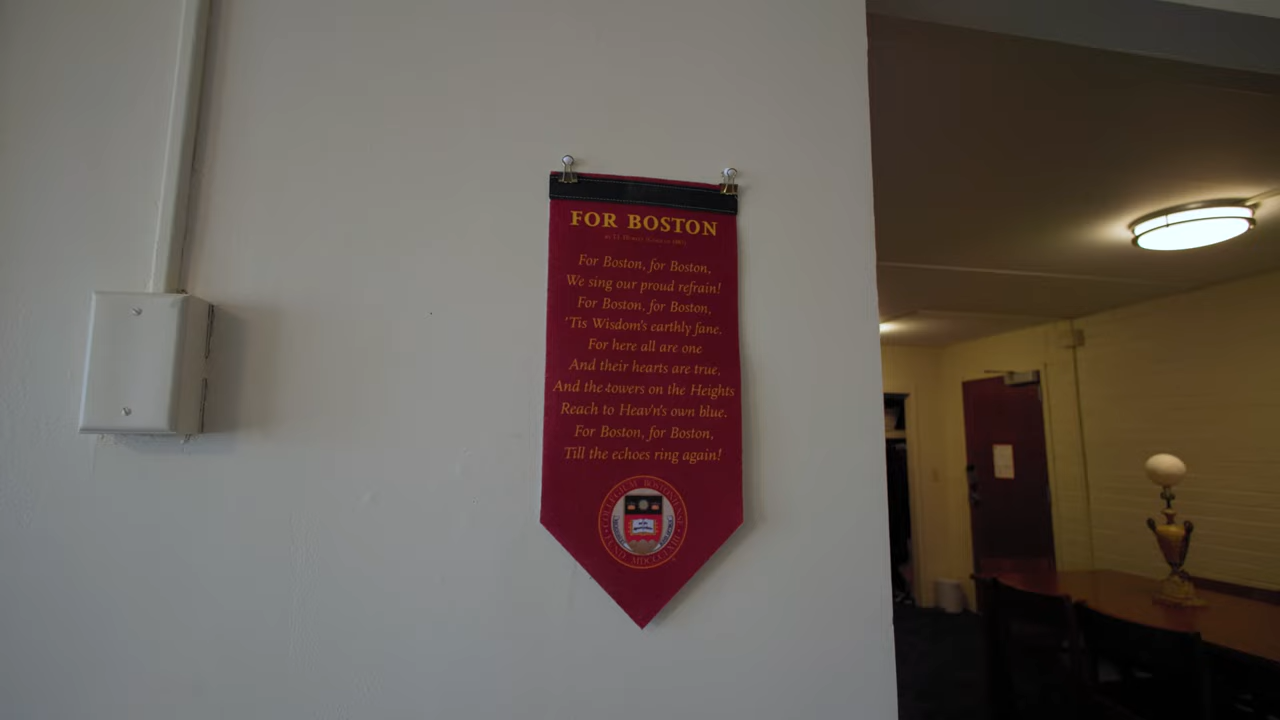 FOR BOSTON
For Boston, for Boston,
We sing our proud refrain!
For Boston, for Boston,
'Tis Wisdom's earthly fane.
For here all are one
And their hearts are true,
And the towers on the Heights
Reach to Heav'n's own blue.
For Boston, for Boston,
Till the echoes ring again!
COLLEGIUM BOSTONIENSE